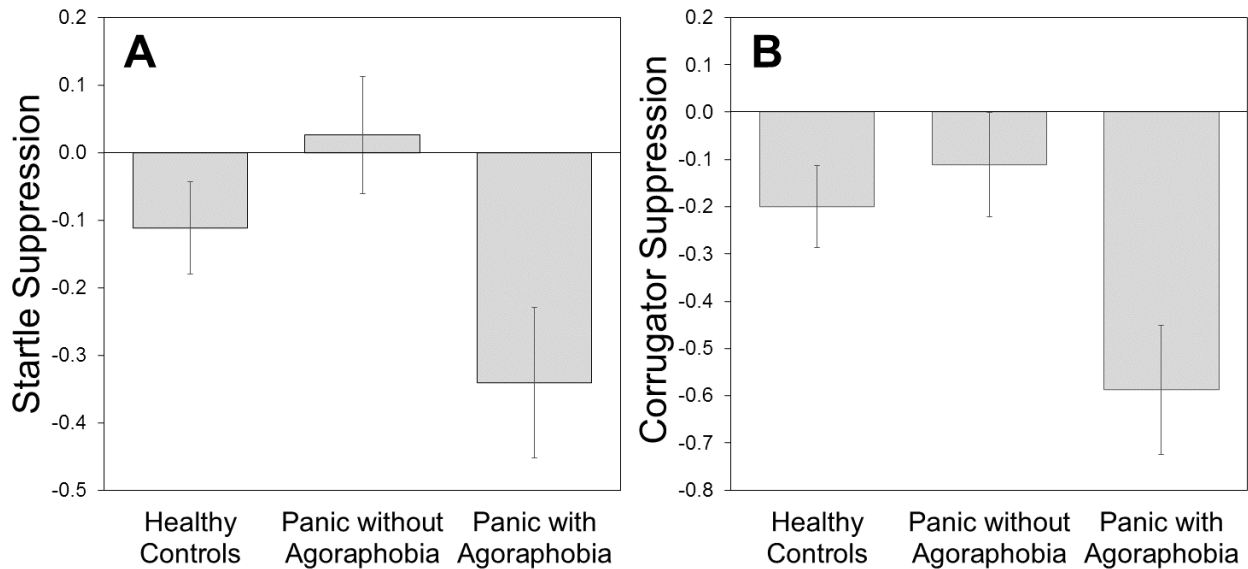 A
Startle Suppression
0.2
0.1
0.0
-0.1
-0.2
-0.3
-0.4
-0.5
Healthy
Controls
Panic without
Agoraphobia
Panic with
Agoraphobia
B
Corrugator Suppression
0.2
0.1
0.0
-0.1
-0.2
-0.3
-0.4
-0.5
-0.6
-0.7
-0.8
Healthy
Controls
Panic without
Agoraphobia
Panic with
Agoraphobia